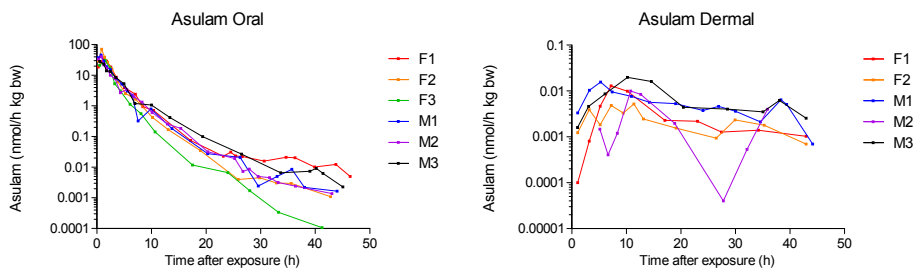 Asulam Oral
Asulam (nmol/h kg bw)
100
10
1
0.1
0.01
0.001
0.0001
0 10 20 30 40 50
Time after exposure (h)
F1
F2
F3
M1
M2
M3
Asulam Dermal
Asulam (nmol/h kg bw)
0.1
0.01
0.001
0.0001
0.00001
0 10 20 30 40 50
Time after exposure (h)
F1
F2
M1
M2
M3